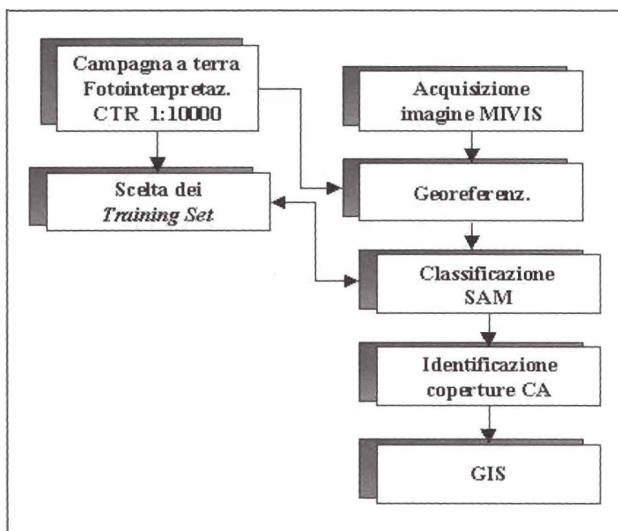 Campagna a terra
Fotointerpretaz.
CTR 1:10000
Scelta dei
Training Set
Acquisizione
imagine MIVIS
Georeferenz.
Classificazione
SAM
Identificazione
coperture CA
GIS